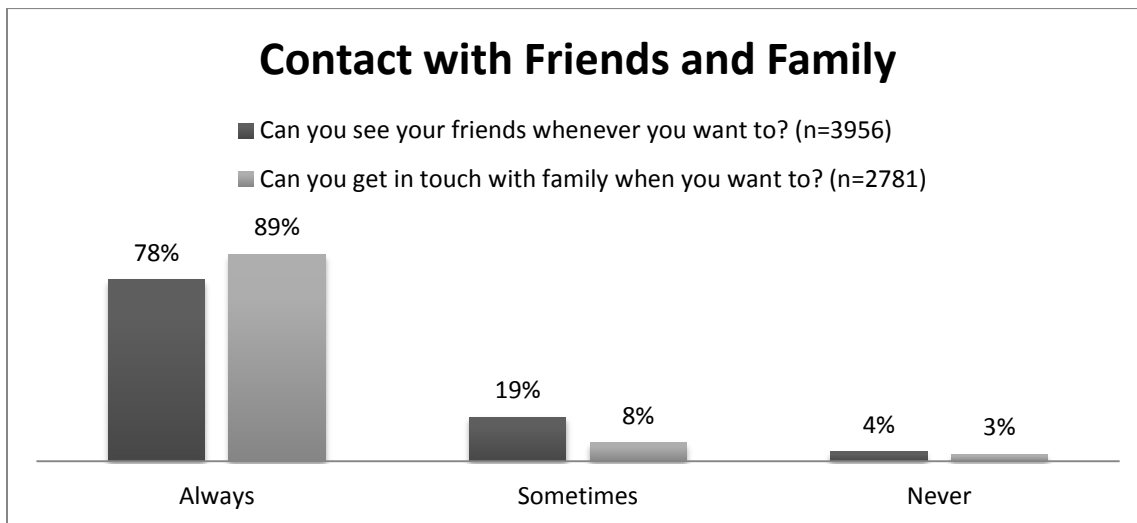 Contact with Friends and Family
Can you see your friends whenever you want to? (n=3956)
Can you get in touch with family when you want to? (n=2781)
78%
89%
19%
8%
4%
3%
Always
Sometimes
Never